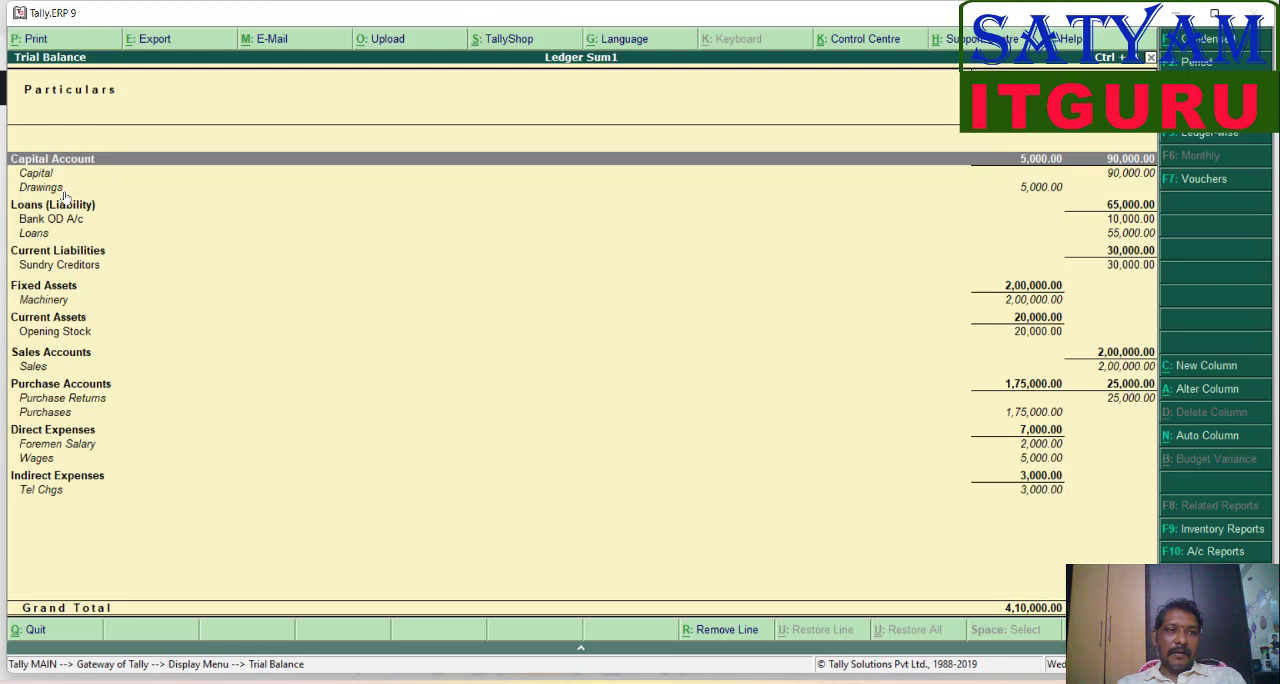 Tally.ERP 9
P: Print E: Export M: E-Mail O: Upload S: TallyShop G: Language K: Keyboard K: Control Centre H: Support Centre Help
SATYAM
ITGURU
Trial Balance Ledger Sum1 Ctrl +
F2: Period
Particulars
F5: Ledger-wise
F6: Monthly
F7: Vouchers
Capital Account 5,000.00 90,000.00
Capital 90,000.00
Drawings 5,000.00
Loans (Liability) 65,000.00
Bank OD A/c 10,000.00
Loans 55,000.00
Current Liabilities 30,000.00
Sundry Creditors 30,000.00
Fixed Assets 2,00,000.00
Machinery 2,00,000.00
Current Assets 20,000.00
Opening Stock 20,000.00
Sales Accounts 2,00,000.00
Sales 2,00,000.00
Purchase Accounts 1,75,000.00 25,000.00
Purchase Returns 25,000.00
Purchases 1,75,000.00
Direct Expenses 7,000.00
Foremen Salary 2,000.00
Wages 5,000.00
Indirect Expenses 3,000.00
Tel Chgs 3,000.00
C: New Column
A: Alter Column
D: Delete Column
N: Auto Column
B: Budget Variance
F8: Related Reports
F9: Inventory Reports
F10: A/c Reports
Grand Total 4,10,000.00
Q: Quit R: Remove Line U: Restore Line U: Restore All Space: Select
Tally MAIN --> Gateway of Tally --> Display Menu --> Trial Balance © Tally Solutions Pvt Ltd., 1988-2019 Wed